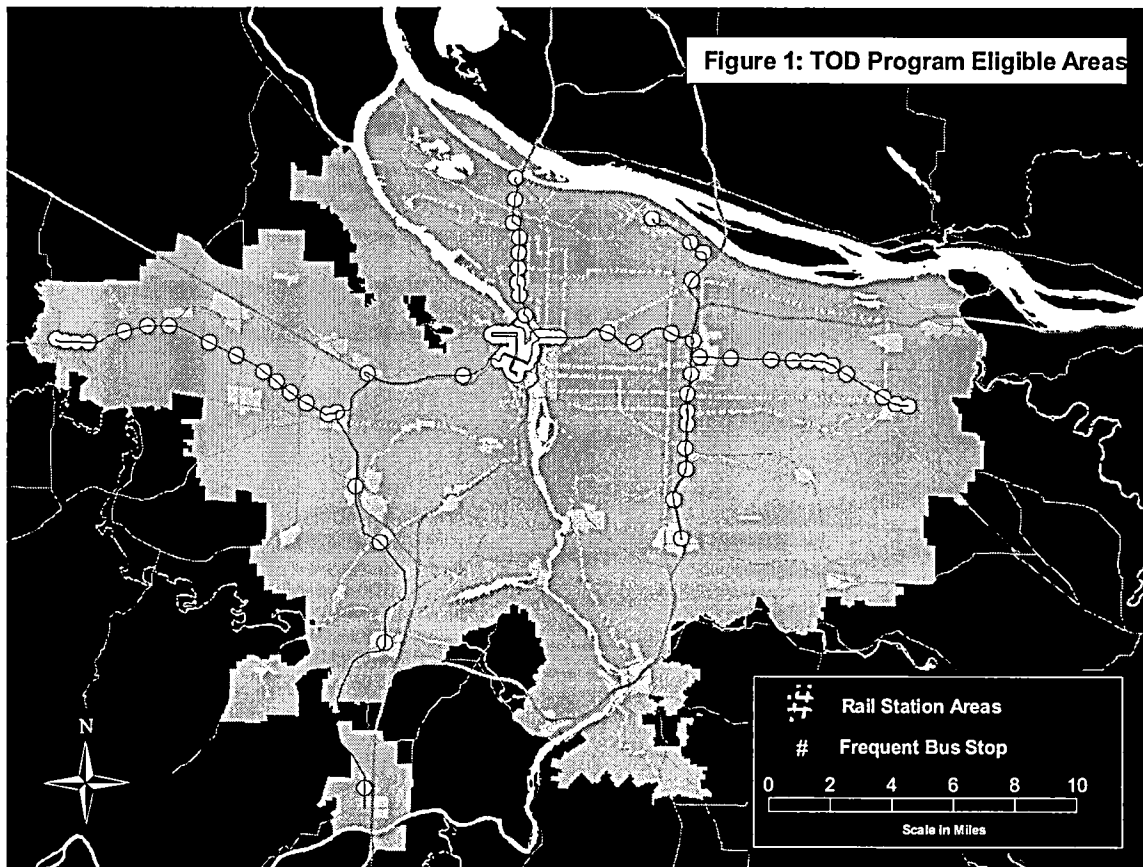 Figure 1: TOD Program Eligible Areas
N
Rail Station Areas
# Frequent Bus Stop
0 2 4 6 8 10
Scale in Miles